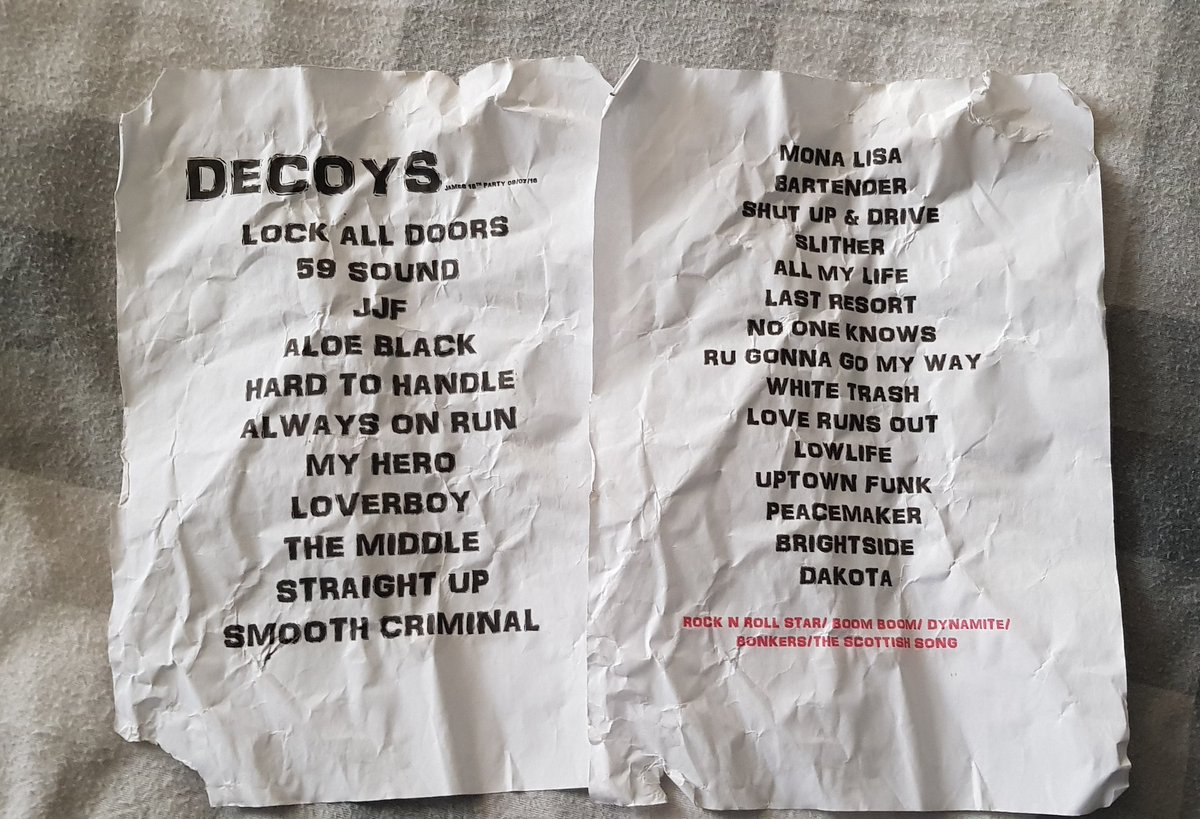 DECOYS JAMES 18TH PARTY 09/07/16
LOCK ALL DOORS
59 SOUND
JJF
ALOE BLACK
HARD TO HANDLE
ALWAYS ON RUN
MY HERO
LOVERBOY
THE MIDDLE
STRAIGHT UP
SMOOTH CRIMINAL
MONA LISA
BARTENDER
SHUT UP & DRIVE
SLITHER
ALL MY LIFE
LAST RESORT
NO ONE KNOWS
RU GONNA GO MY WAY
WHITE TRASH
LOVE RUNS OUT
LOWLIFE
UPTOWN FUNK
PEACEMAKER
BRIGHTSIDE
DAKOTA
ROCK N ROLL STAR/ BOOM BOOM/ DYNAMITE/
BONKERS/THE SCOTTISH SONG